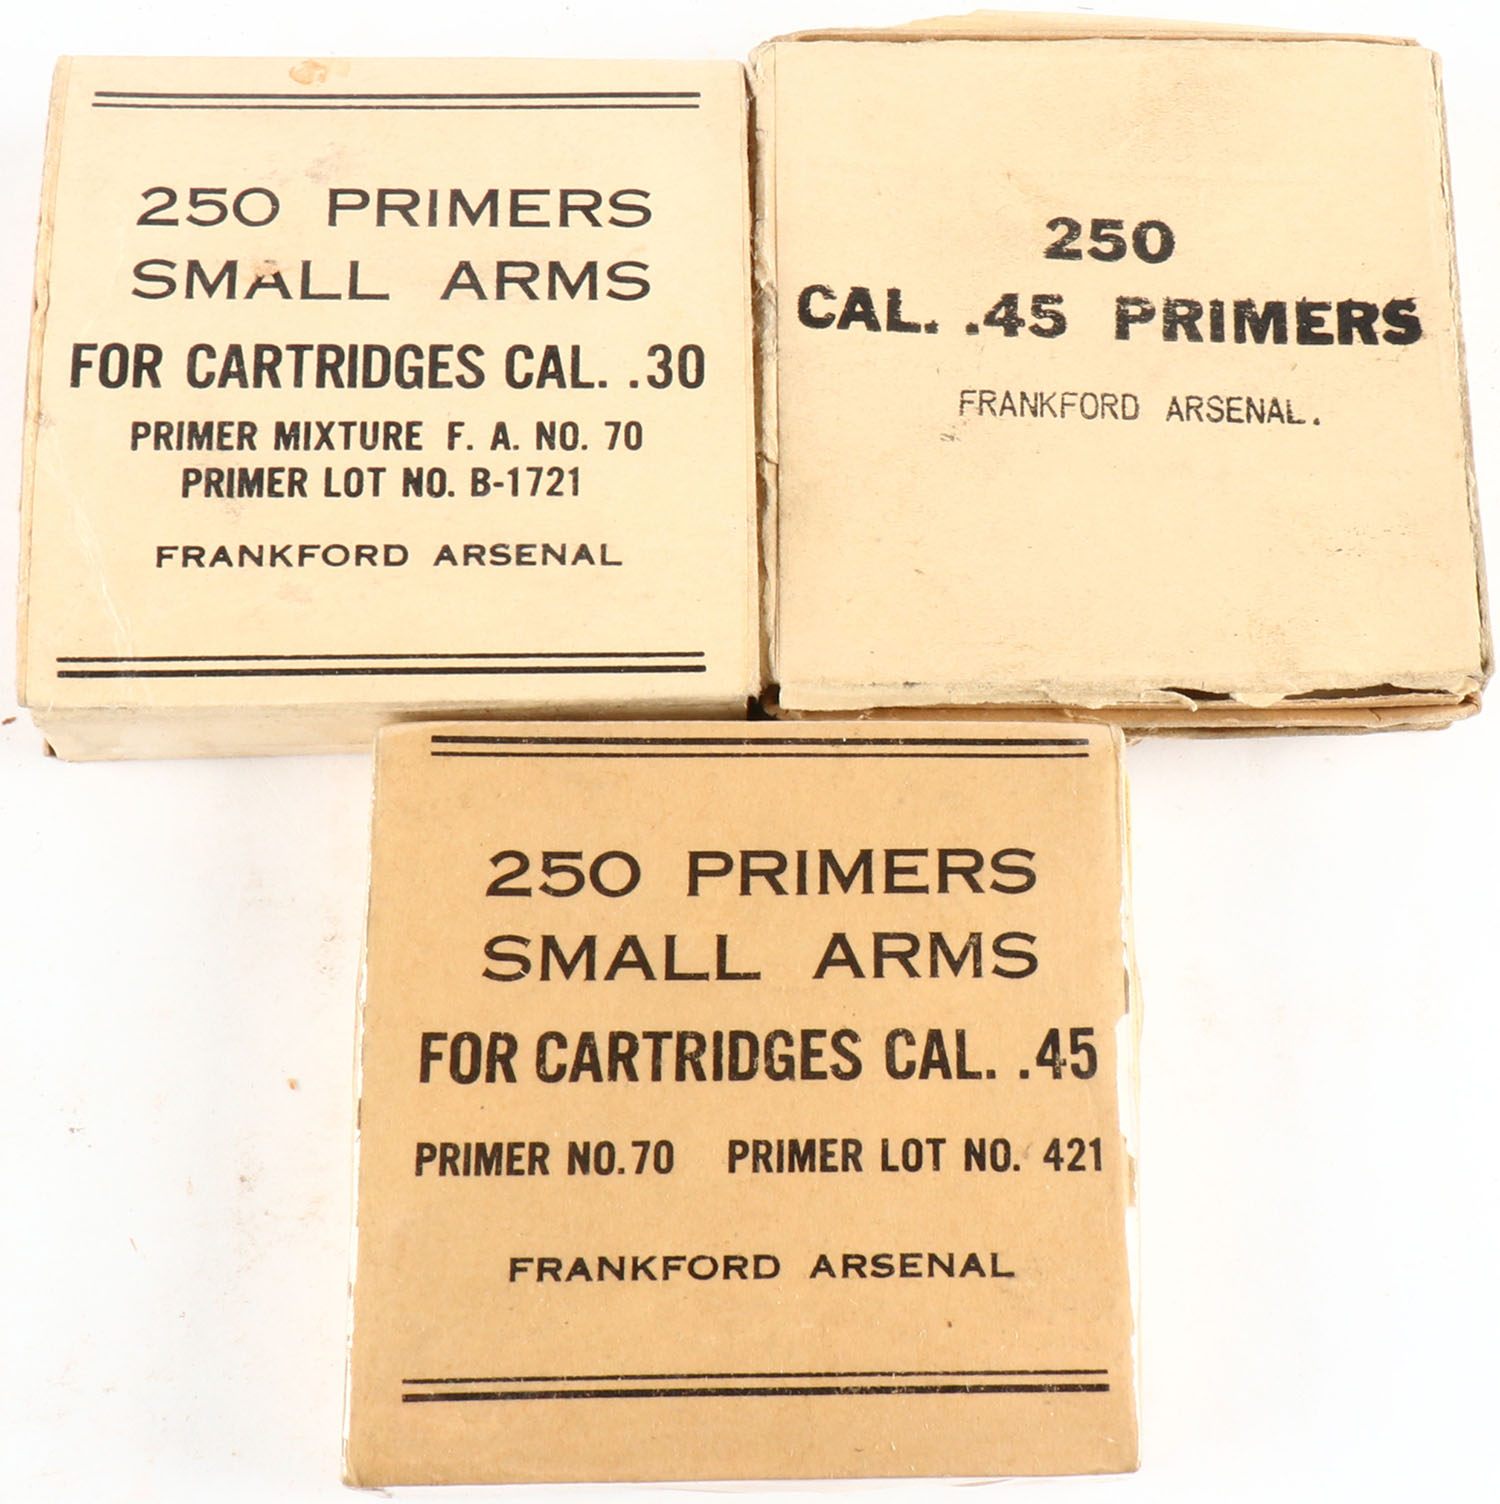 250 PRIMERS
SMALL ARMS
FOR CARTRIDGES CAL. .30
PRIMER MIXTURE F. A. NO. 70
PRIMER LOT NO. B-1721
FRANKFORD ARSENAL
250
CAL. .45 PRIMERS
FRANKFORD ARSENAL.
250 PRIMERS
SMALL ARMS
FOR CARTRIDGES CAL. .45
PRIMER NO. 70 PRIMER LOT NO. 421
FRANKFORD ARSENAL